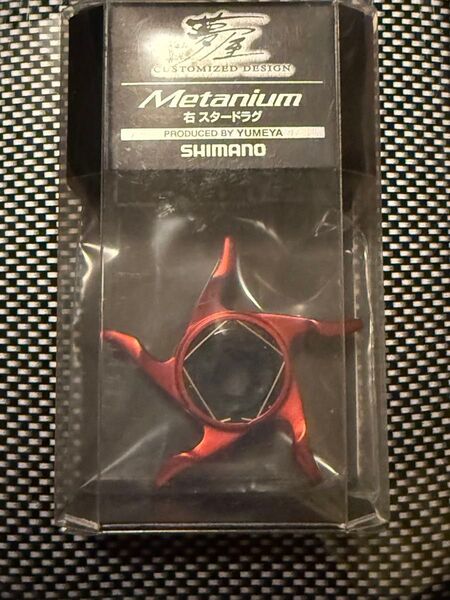 夢屋
CUSTOMIZED DESIGN
Metanium
右 スタードラグ
PRODUCED BY YUMEYA
SHIMANO